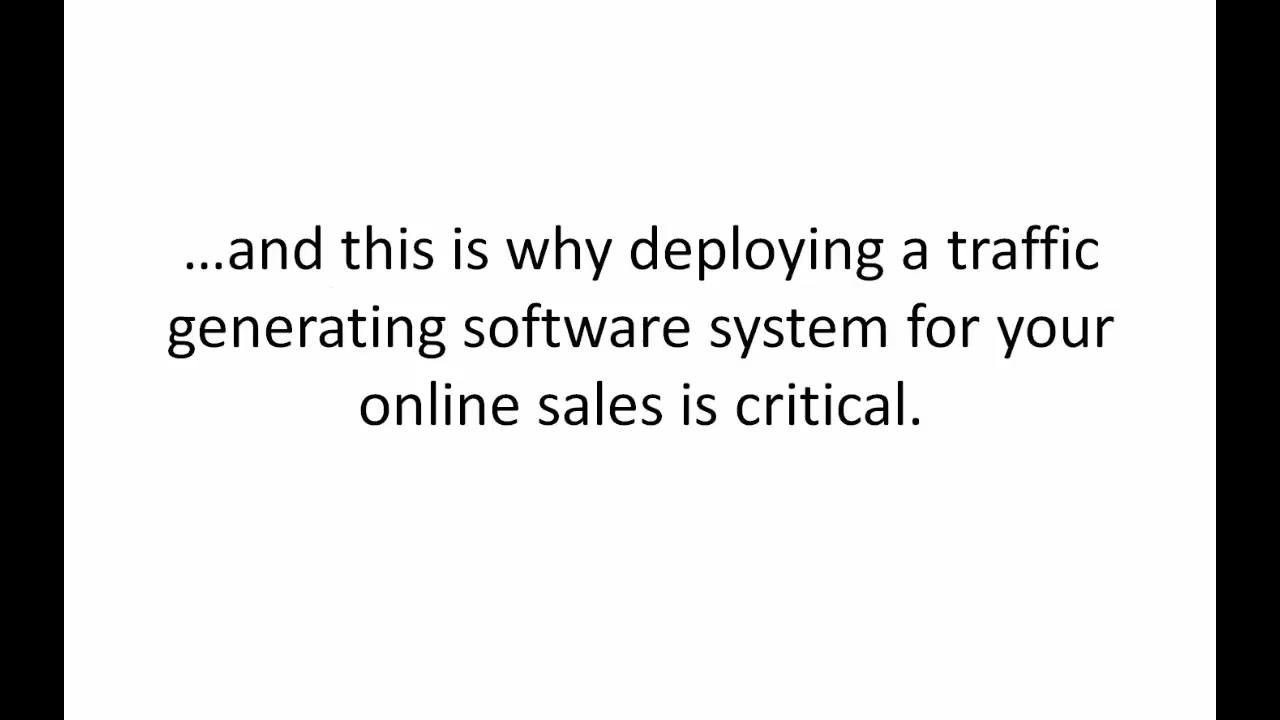 ...and this is why deploying a traffic
generating software system for your
online sales is critical.